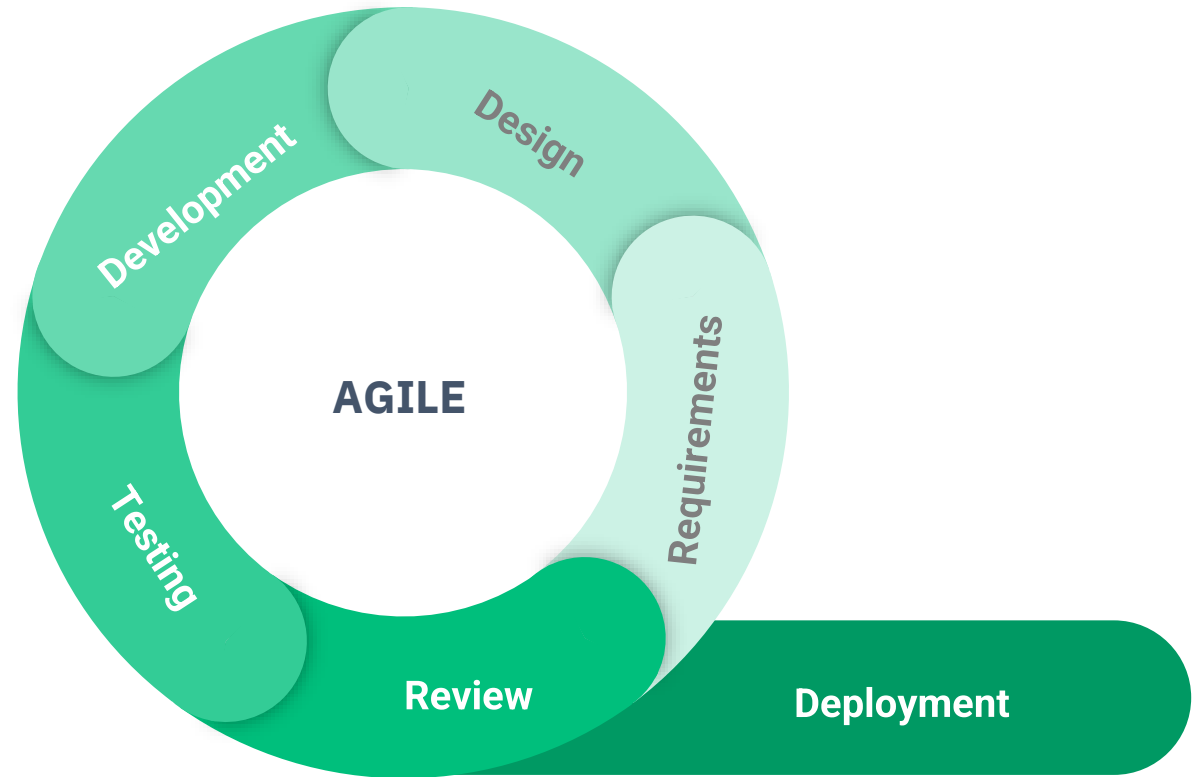 Design
Development
Requirements
AGILE
Testing
Review
Deployment